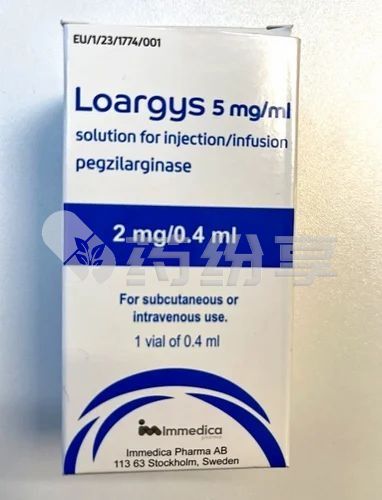 EU/1/23/1774/001
Loargys 5 mg/ml
solution for injection/infusion
pegzilarginase
2 mg/0.4 ml
药纷享
For subcutaneous or
intravenous use.
1 vial of 0.4 ml
im Immedica
pharma
Immedica Pharma AB
113 63 Stockholm, Sweden